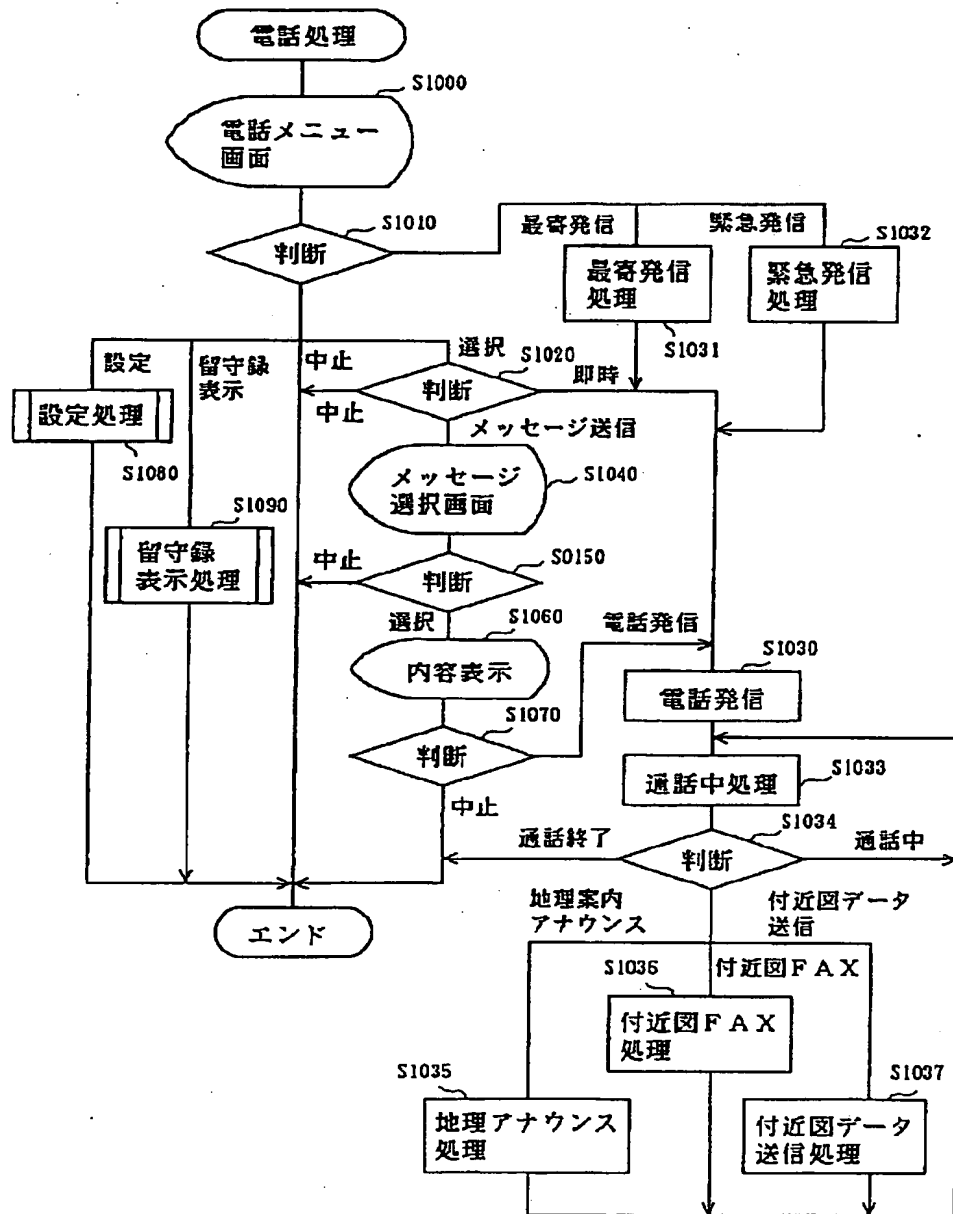 電話処理
S1000
電話メニュー
画面
S1010
判断
最寄発信
緊急発信
S1032
最寄発信
処理
緊急発信
処理
S1031
設定
留守録
表示
中止
選択
S1020
判断
即時
中止
メッセージ送信
設定処理
S1080
メッセージ
選択画面
S1040
S1090
留守録
表示処理
中止
判断
S0150
選択
S1060
電話発信
内容表示
S1030
電話発信
S1070
判断
通話中処理
S1033
中止
S1034
通話終了
判断
通話中
エンド
地理案内
アナウンス
付近図データ
送信
S1036
付近図FAX
付近図FAX
処理
S1035
S1037
地理アナウンス
処理
付近図データ
送信処理